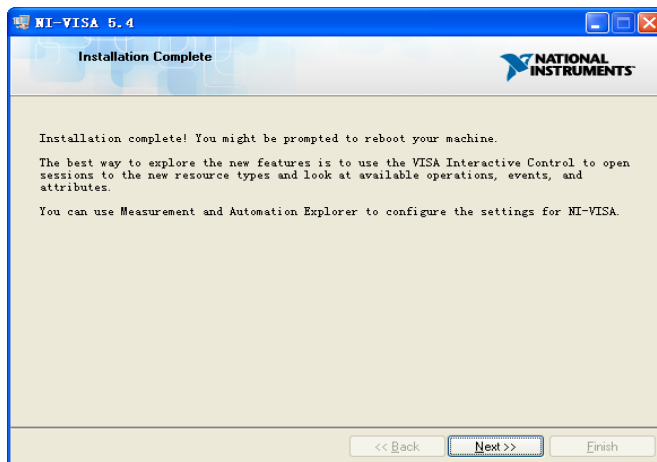 NI-VISA 5.4
Installation Complete
NATIONAL
INSTRUMENTS
Installation complete! You might be prompted to reboot your machine.
The best way to explore the new features is to use the VISA Interactive Control to open
sessions to the new resource types and look at available operations, events, and
attributes.
You can use Measurement and Automation Explorer to configure the settings for NI-VISA.
<< Back
Next >>
Finish